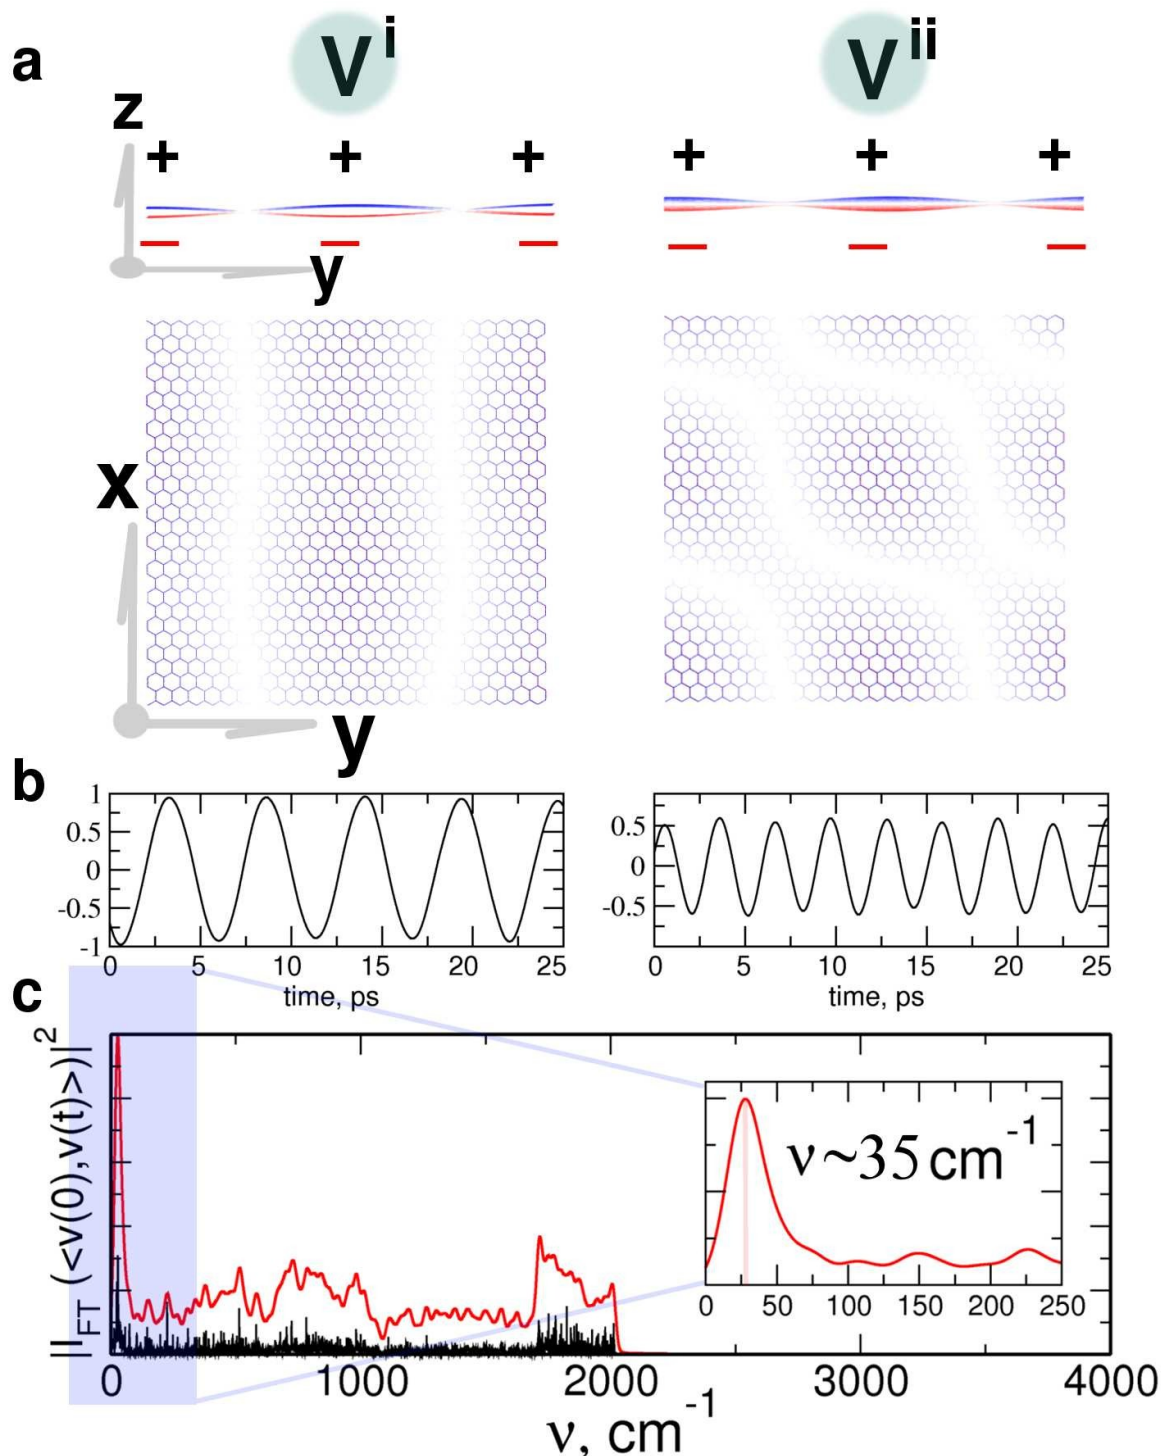 a
V i
V ii
z
+ + +
+ + +
– – –
– – –
y
x
y
b
1
0.5
0
-0.5
-1
0 5 10 15 20 25
time, ps
0.5
0
-0.5
0 5 10 15 20 25
time, ps
c
||I FT (<v(0),v(t)>)| 2
ν~35 cm -1
0 50 100 150 200 250
0 1000 2000 3000 4000
ν, cm -1